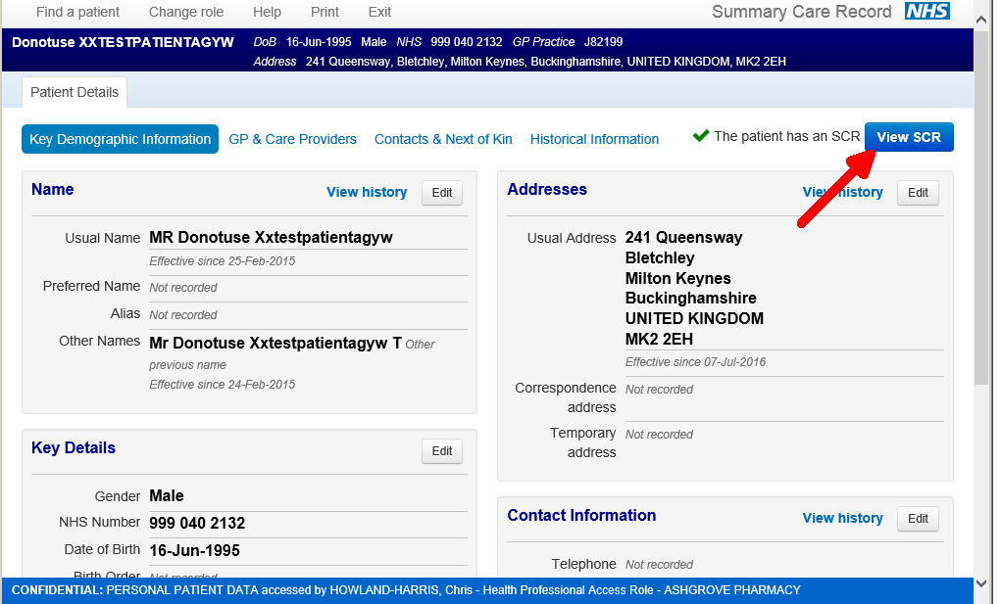 Find a patient Change role Help Print Exit Summary Care Record NHS
Donotuse XXTESTPATIENTAGYW DoB 16-Jun-1995 Male NHS 999 040 2132 GP Practice J82199
Address 241 Queensway, Bletchley, Milton Keynes, Buckinghamshire, UNITED KINGDOM, MK2 2EH
Patient Details
Key Demographic Information GP & Care Providers Contacts & Next of Kin Historical Information The patient has an SCR View SCR
Name View history Edit
Usual Name MR Donotuse Xxtestpatientagyw
Effective since 25-Feb-2015
Preferred Name Not recorded
Alias Not recorded
Other Names Mr Donotuse Xxtestpatientagyw T Other
previous name
Effective since 24-Feb-2015
Key Details Edit
Gender Male
NHS Number 999 040 2132
Date of Birth 16-Jun-1995
Birth Order Not recorded
Addresses View history Edit
Usual Address 241 Queensway
Bletchley
Milton Keynes
Buckinghamshire
UNITED KINGDOM
MK2 2EH
Effective since 07-Jul-2016
Correspondence Not recorded
address
Temporary Not recorded
address
Contact Information View history Edit
Telephone Not recorded
CONFIDENTIAL: PERSONAL PATIENT DATA accessed by HOWLAND-HARRIS, Chris - Health Professional Access Role - ASHGROVE PHARMACY